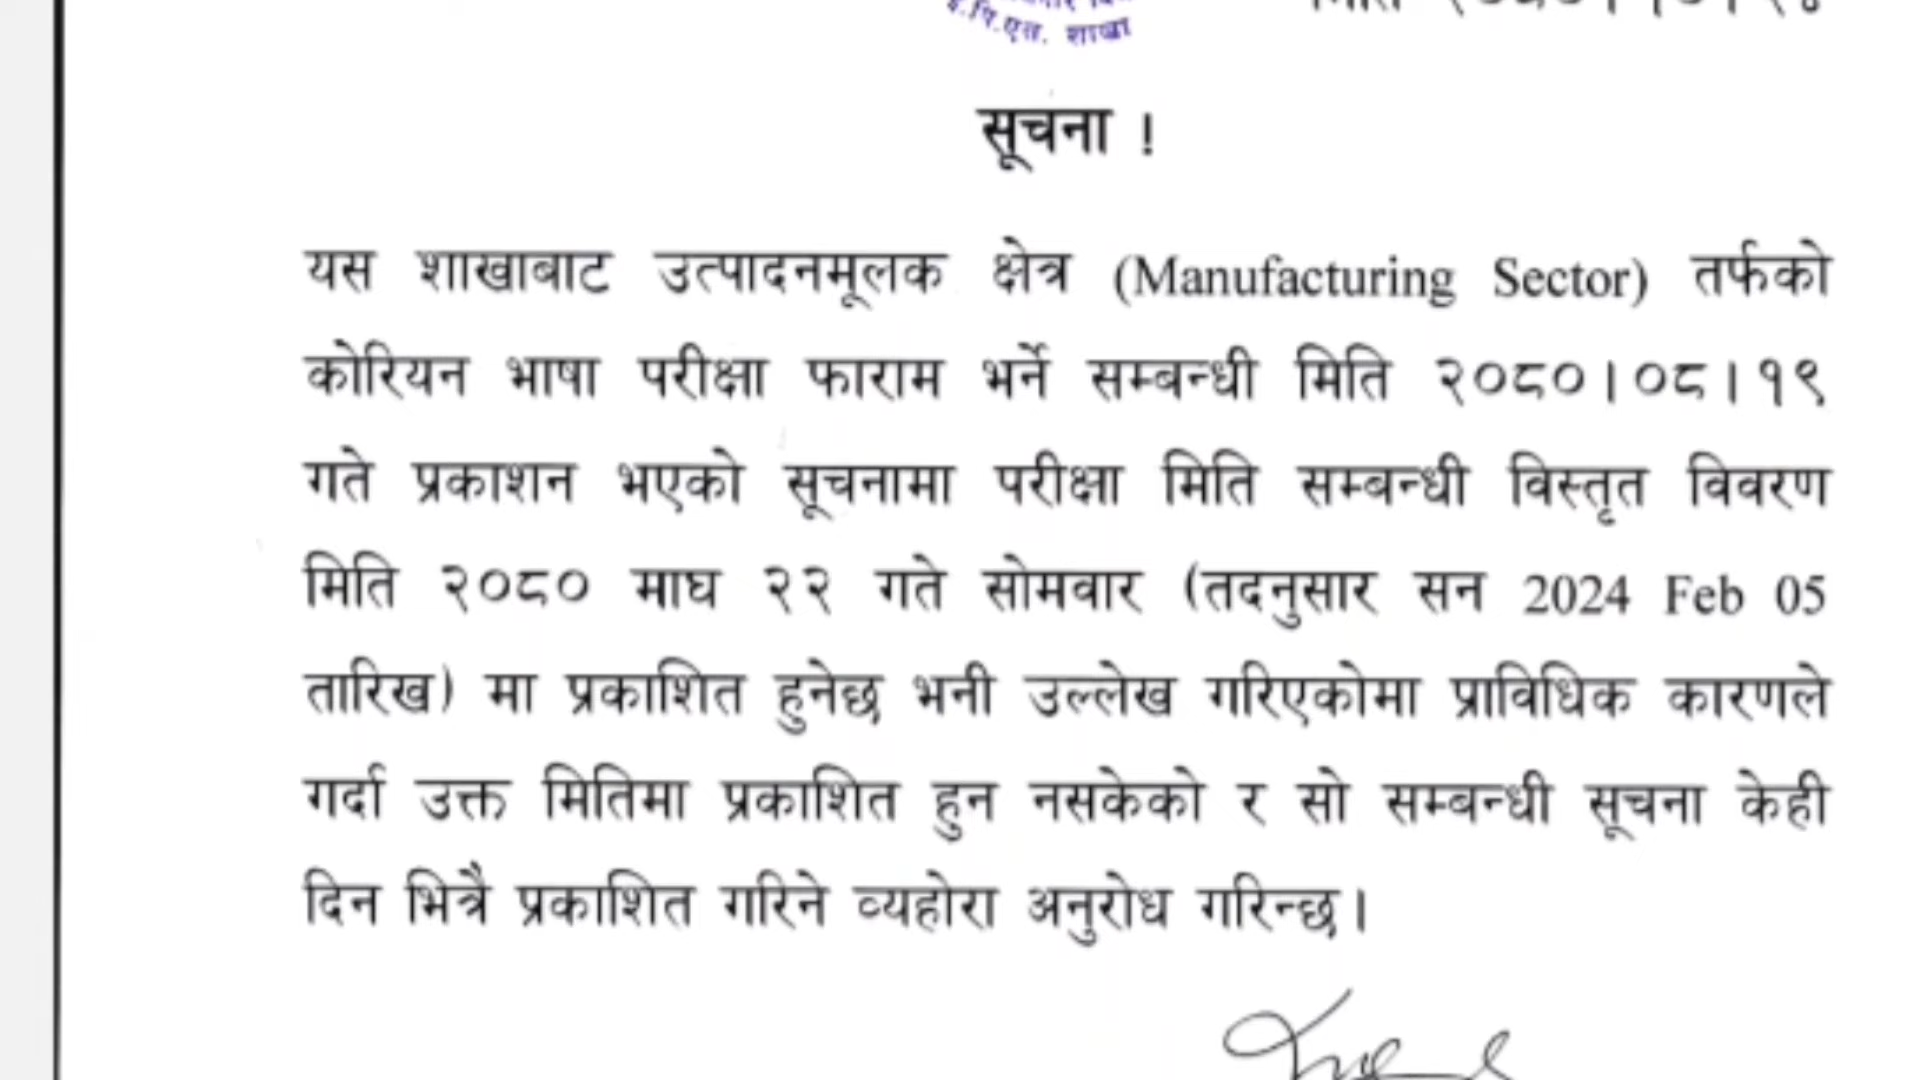 इ.पि.एस. शाखा
सूचना !
यस शाखाबाट उत्पादनमूलक क्षेत्र (Manufacturing Sector) तर्फको
कोरियन भाषा परीक्षा फाराम भर्ने सम्बन्धी मिति २०८०।०८।१९
गते प्रकाशन भएको सूचनामा परीक्षा मिति सम्बन्धी विस्तृत विवरण
मिति २०८० माघ २२ गते सोमवार (तदनुसार सन 2024 Feb 05
तारिख) मा प्रकाशित हुनेछ भनी उल्लेख गरिएकोमा प्राविधिक कारणले
गर्दा उक्त मितिमा प्रकाशित हुन नसकेको र सो सम्बन्धी सूचना केही
दिन भित्रै प्रकाशित गरिने व्यहोरा अनुरोध गरिन्छ।